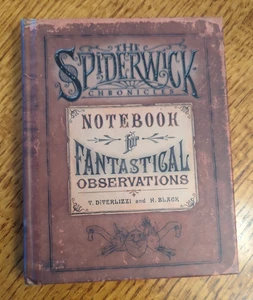 THE
SPIDERWICK
CHRONICLES
NOTEBOOK
for
FANTASTICAL
OBSERVATIONS
T. DiTERLIZZI and H. BLACK